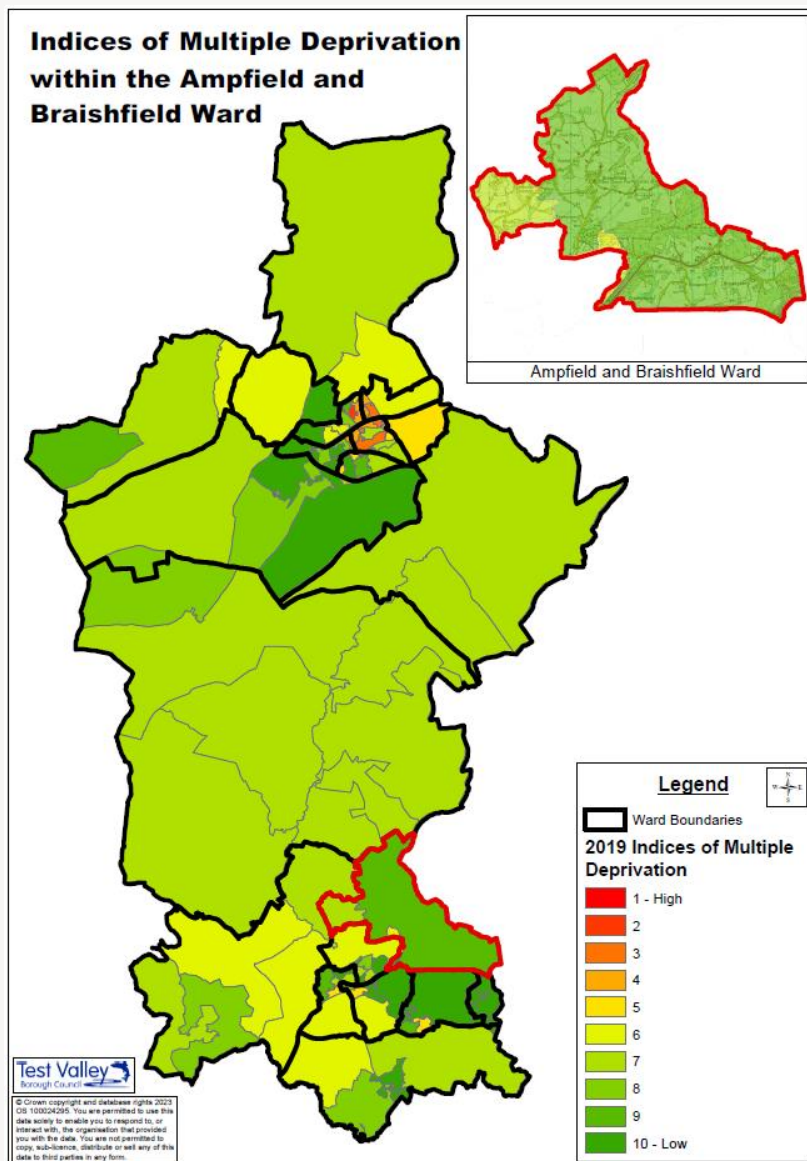 Indices of Multiple Deprivation
within the Ampfield and
Braishfield Ward
Ampfield and Braishfield Ward
Legend
N
W
E
S
Ward Boundaries
2019 Indices of Multiple
Deprivation
1 - High
2
3
4
5
6
7
8
9
10 - Low
Test Valley
Borough Council
© Crown copyright and database rights 2023
OS 100024295. You are permitted to use this
data solely to enable you to respond to, or
interact with, the organisation that provided
you with the data. You are not permitted to
copy, sub-licence, distribute or sell any of this
data to third parties in any form.